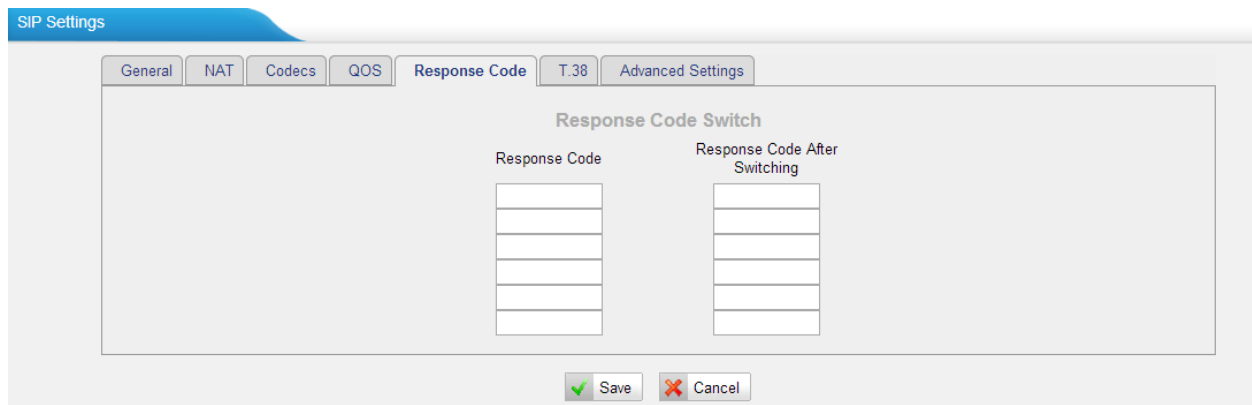 SIP Settings
General NAT Codecs QOS Response Code T.38 Advanced Settings
Response Code Switch
Response Code
Response Code After
Switching
Save Cancel